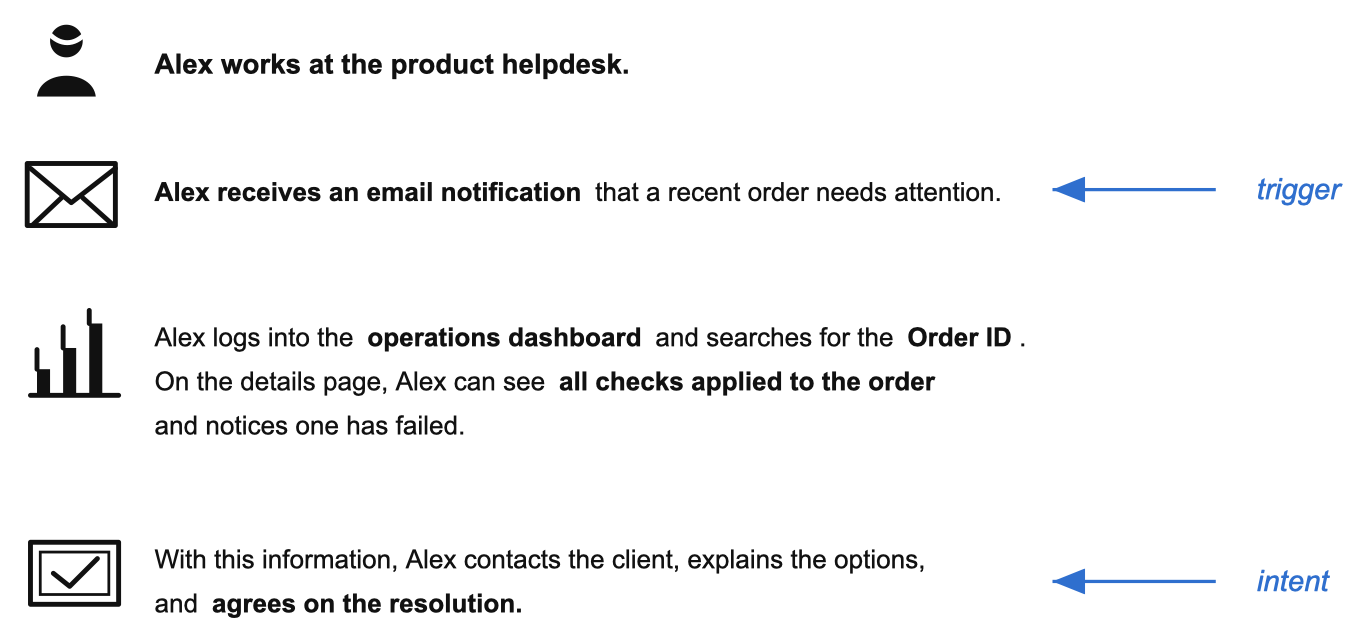 Alex works at the product helpdesk.
Alex receives an email notification that a recent order needs attention.
trigger
Alex logs into the operations dashboard and searches for the Order ID .
On the details page, Alex can see all checks applied to the order
and notices one has failed.
With this information, Alex contacts the client, explains the options,
intent
and agrees on the resolution.